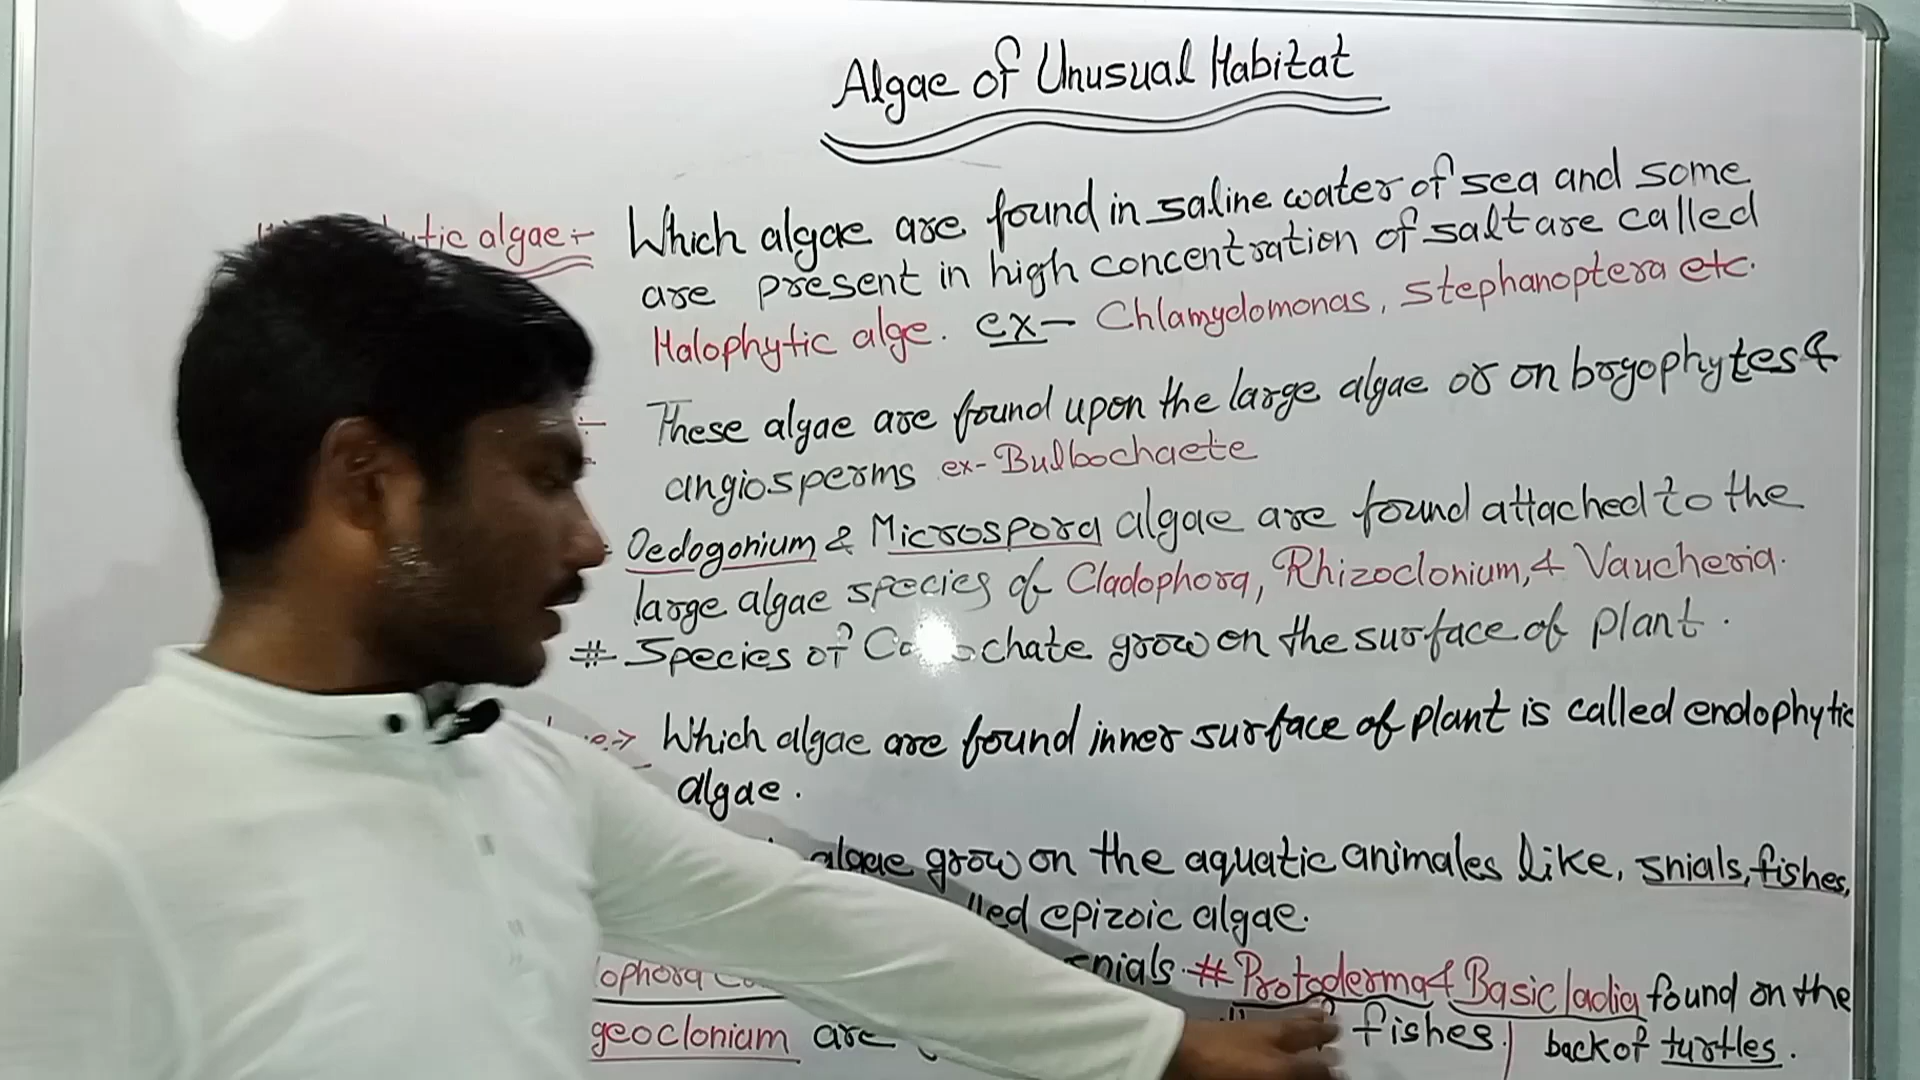 Algae of Unusual Habitat
tic algae:- Which algae are found in saline water of sea and some
are present in high concentration of salt are called
Halophytic alge. ex- Chlamydomonas, Stephanoptera etc.
These algae are found upon the large algae or on bryophytes &
angiosperms ex- Bulbochaete
Oedogonium & Microspora algae are found attached to the
large algae species of Cladophora, Rhizoclonium, & Vaucheria.
# Species of chate grow on the surface of plant.
Which algae are found inner surface of plant is called endophytic
algae.
algae grow on the aquatic animales like, snials, fishes,
epizoic algae.
snials. # Protoderma & Basicladia found on the
geoclonium are fishes. back of turtles.